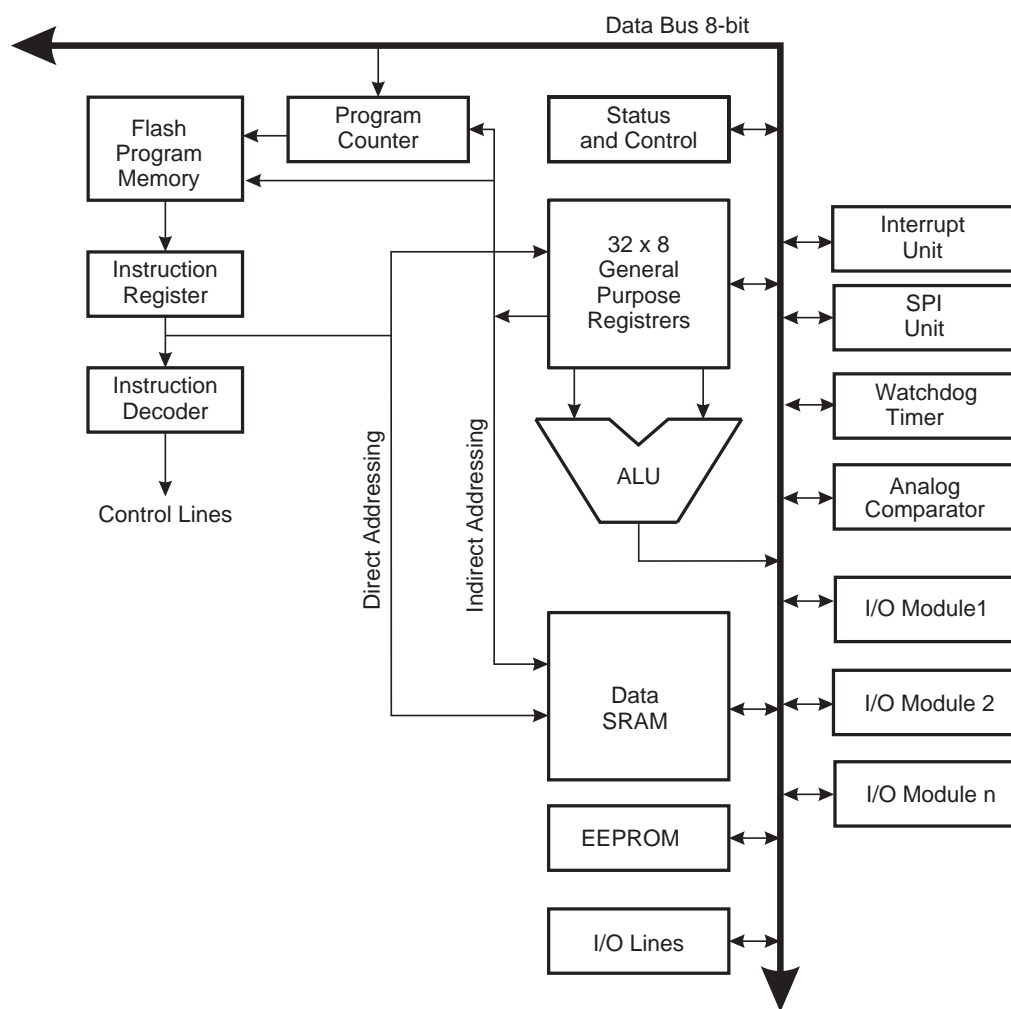 Data Bus 8-bit
Flash
Program
Memory
Program
Counter
Status
and Control
32 x 8
General
Purpose
Registrers
Interrupt
Unit
Instruction
Register
SPI
Unit
Instruction
Decoder
Watchdog
Timer
Control Lines
Direct Addressing
Indirect Addressing
ALU
Analog
Comparator
I/O Module1
Data
SRAM
I/O Module 2
I/O Module n
EEPROM
I/O Lines